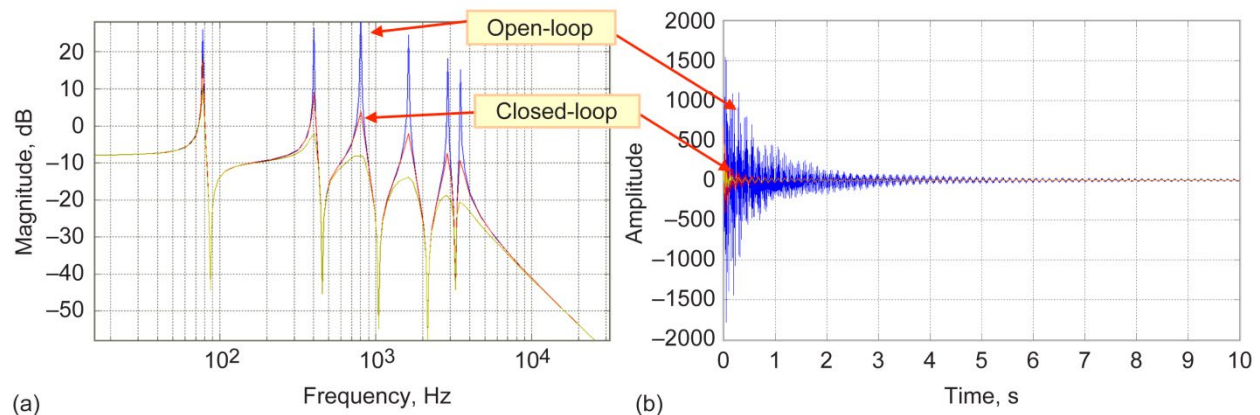 Open-loop
Closed-loop
Magnitude, dB
20
10
0
–10
–20
–30
–40
–50
10²
10³
10⁴
Frequency, Hz
(a)
Amplitude
2000
1500
1000
500
0
–500
–1000
–1500
–2000
0 1 2 3 4 5 6 7 8 9 10
Time, s
(b)